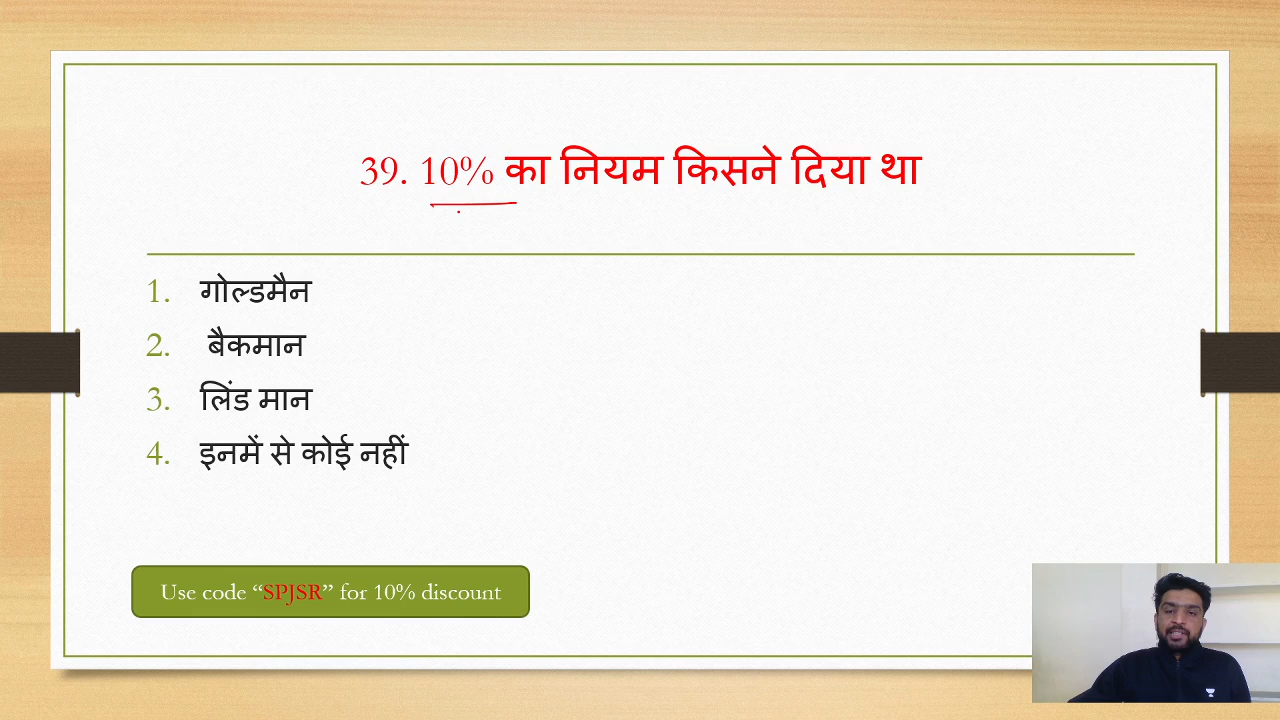 39. 10% का नियम किसने दिया था
1. गोल्डमैन
2. बैकमान
3. लिंड मान
4. इनमें से कोई नहीं
Use code “SPJSR” for 10% discount